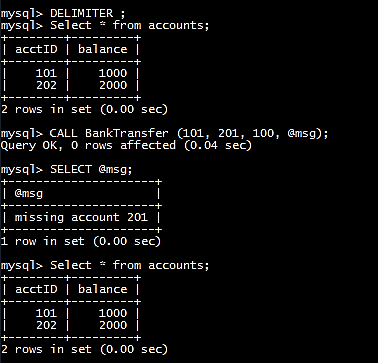 mysql> DELIMITER ;
mysql> Select * from accounts;
+--------+---------+
| acctID | balance |
+--------+---------+
|    101 |    1000 |
|    202 |    2000 |
+--------+---------+
2 rows in set (0.00 sec)
mysql> CALL BankTransfer (101, 201, 100, @msg);
Query OK, 0 rows affected (0.04 sec)
mysql> SELECT @msg;
+---------------------+
| @msg                |
+---------------------+
| missing account 201 |
+---------------------+
1 row in set (0.00 sec)
mysql> Select * from accounts;
+--------+---------+
| acctID | balance |
+--------+---------+
|    101 |    1000 |
|    202 |    2000 |
+--------+---------+
2 rows in set (0.00 sec)